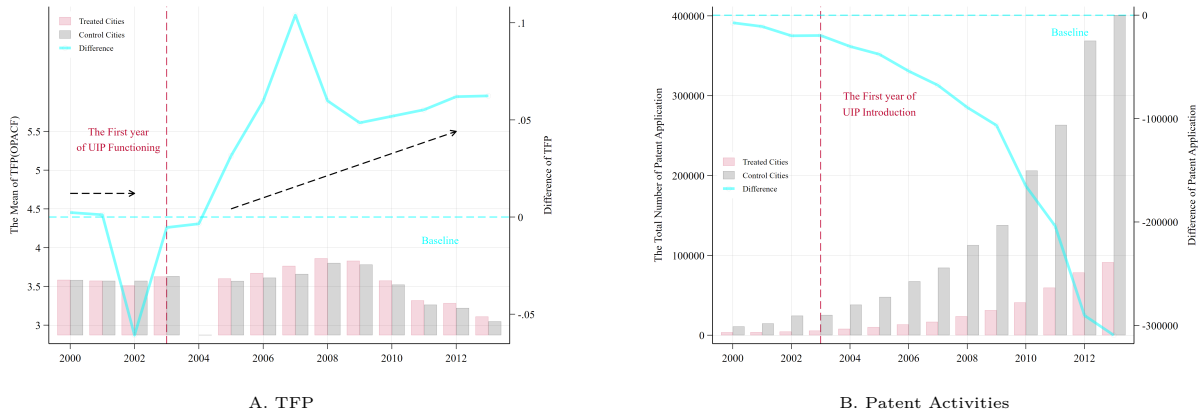 Treated Cities
Control Cities
Difference
The First year
of UIP Functioning
Baseline
The Mean of TFP(OPACF)
5.5
5
4.5
4
3.5
3
.1
.05
0
-.05
Difference of TFP
2000
2002
2004
2006
2008
2010
2012
A. TFP
400000
300000
200000
100000
0
The Total Number of Patent Application
Baseline
The First year of
UIP Introduction
Treated Cities
Control Cities
Difference
0
-100000
-200000
-300000
Difference of Patent Application
2000
2002
2004
2006
2008
2010
2012
B. Patent Activities